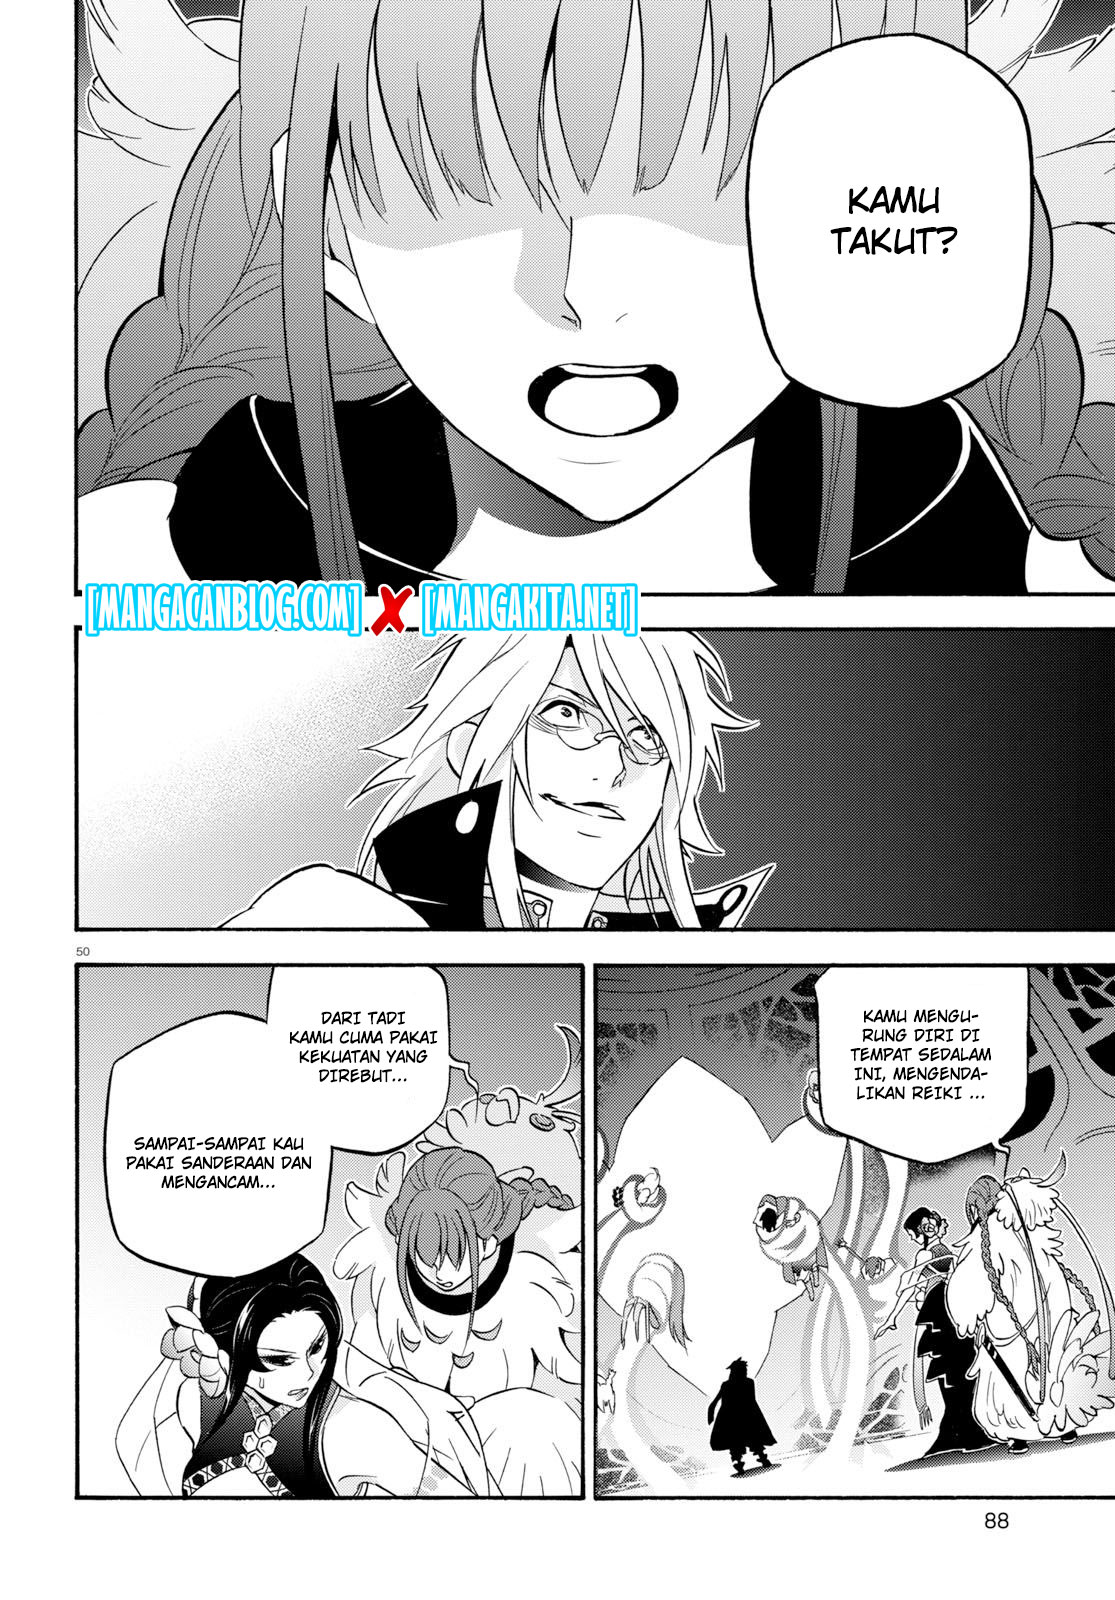 KAMU
TAKUT?
[MANGACANBLOG.COM] X [MANGAKITA.NET]
50
KAMU MENGU-
RUNG DIRI DI
TEMPAT SEDALAM
INI, MENGENDA-
LIKAN REIKI ...
DARI TADI
KAMU CUMA PAKAI
KEKUATAN YANG
DIREBUT...
SAMPAI-SAMPAI KAU
PAKAI SANDERAAN DAN
MENGANCAM...
88